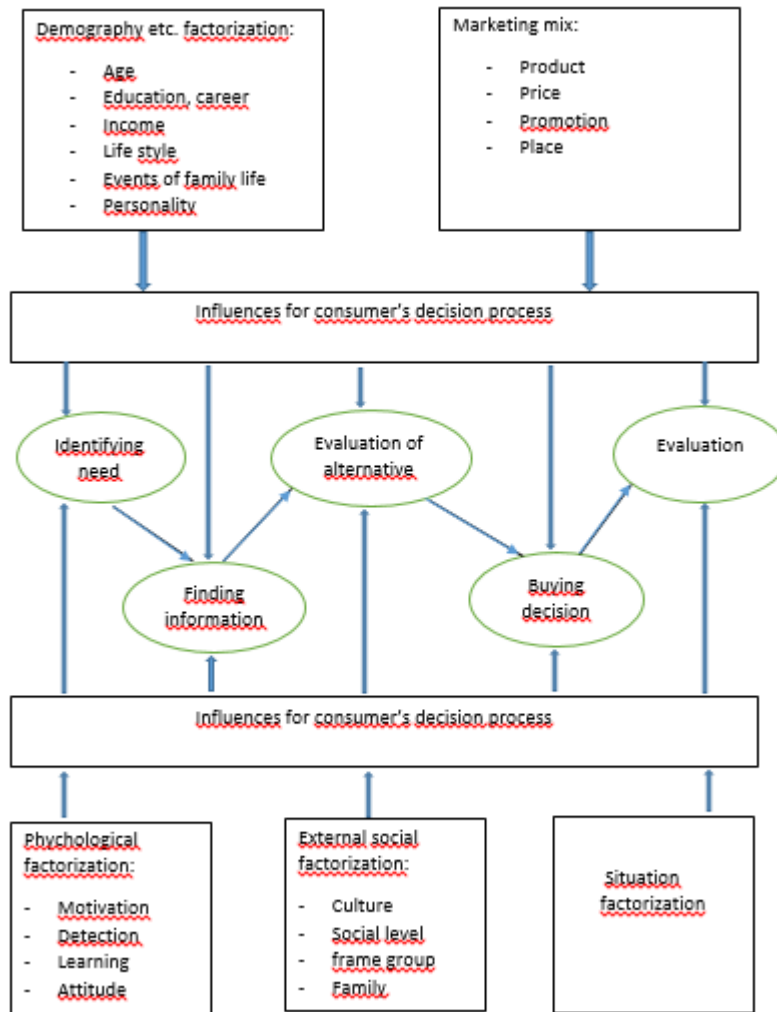 Demography etc. factorization:
- Age
- Education, career
- Income
- Life style
- Events of family life
- Personality
Marketing mix:
- Product
- Price
- Promotion
- Place
Influences for consumer's decision process
Identifying
need
Evaluation of
alternative
Evaluation
Finding
information
Buying
decision
Influences for consumer's decision process
Phychological
factorization:
- Motivation
- Detection
- Learning
- Attitude
External social
factorization:
- Culture
- Social level
- frame group
- Family
Situation
factorization